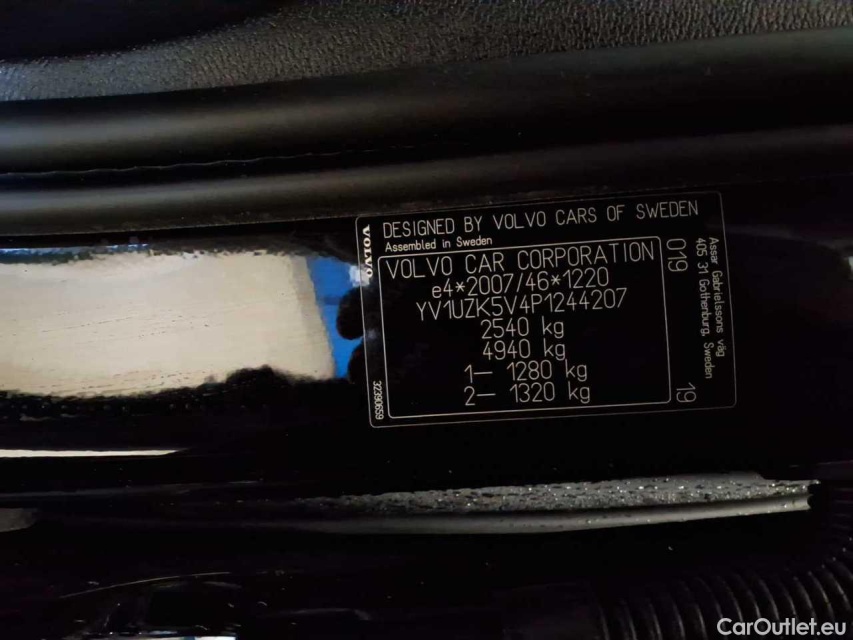 DESIGNED BY VOLVO CARS OF SWEDEN
Assembled in Sweden
VOLVO
VOLVO CAR CORPORATION
e4*2007/46*1220
YV1UZK5V4P1244207
2540 kg
4940 kg
1— 1280 kg
2— 1320 kg
32390659
019
19
Assar Gabrielssons väg
405 31 Gothenburg, Sweden
CarOutlet.eu